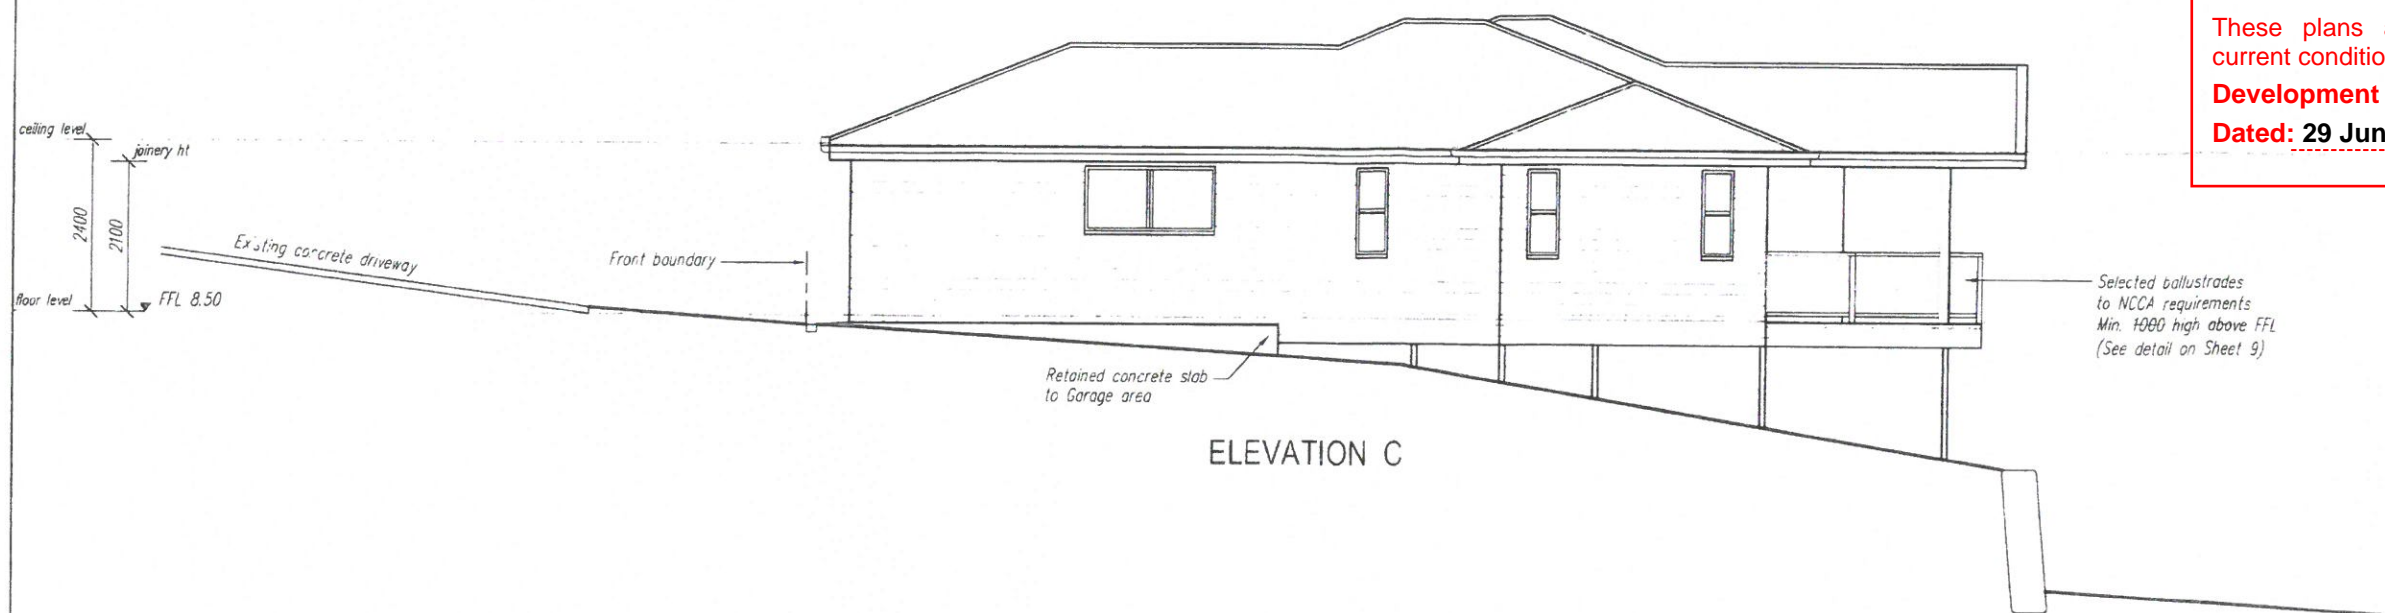 These plans
current conditio
Development
Dated: 29 Jun
ceiling level
joinery ht
2400
2100
Existing concrete driveway
Front boundary
floor level
FFL 8.50
Selected ballustrades
to NCCA requirements
Min. 1000 high above FFL
(See detail on Sheet 9)
Retained concrete slab
to Garage area
ELEVATION C